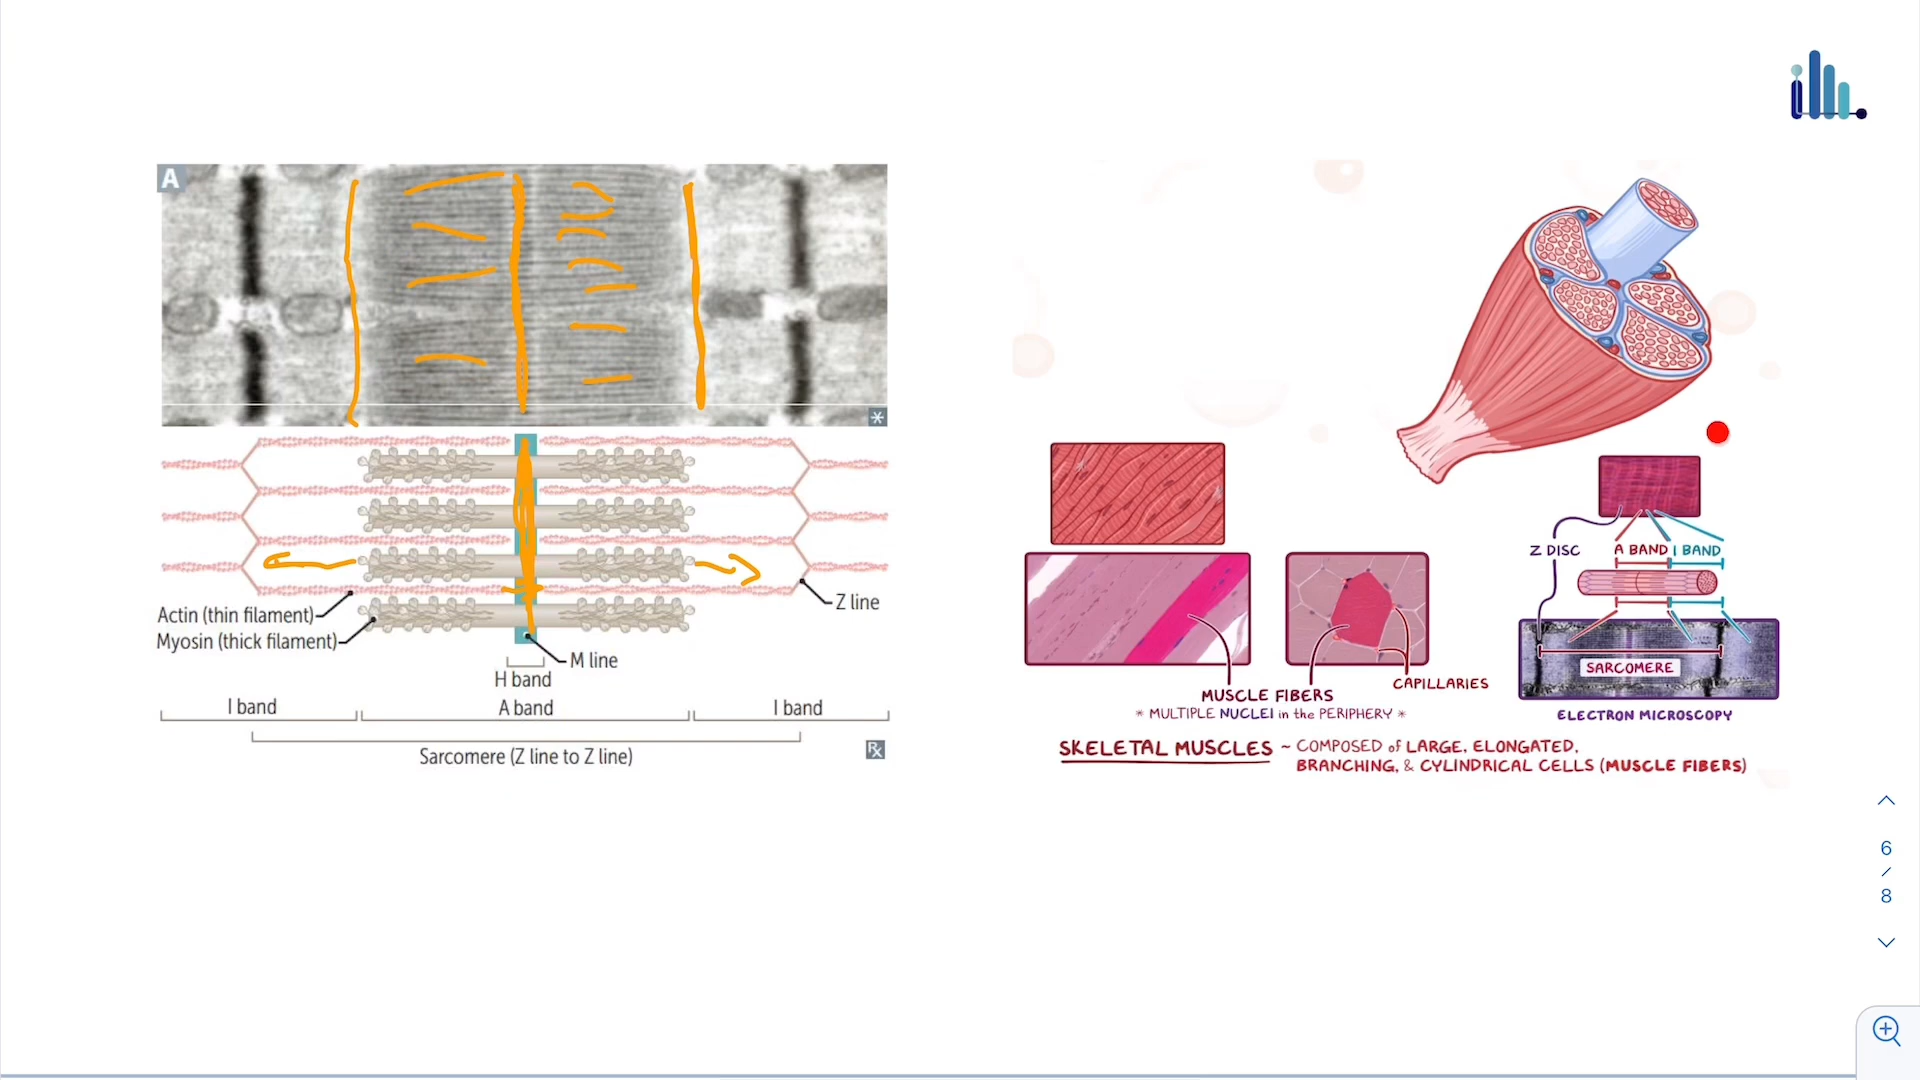 A
*
Actin (thin filament)
Myosin (thick filament)
Z line
M line
H band
I band
A band
I band
Sarcomere (Z line to Z line)
Rx
Z DISC
A BAND
I BAND
SARCOMERE
ELECTRON MICROSCOPY
CAPILLARIES
MUSCLE FIBERS
* MULTIPLE NUCLEI in the PERIPHERY *
SKELETAL MUSCLES ~ COMPOSED of LARGE, ELONGATED,
BRANCHING, & CYLINDRICAL CELLS (MUSCLE FIBERS)
6
/
8